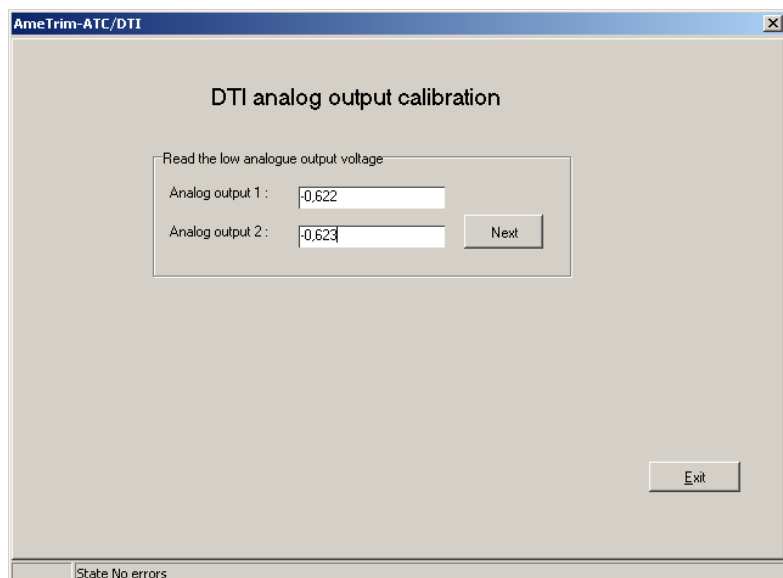 AmeTrim-ATC/DTI
DTI analog output calibration
Read the low analogue output voltage
Analog output 1 : -0,622
Analog output 2 : -0,623
Next
Exit
State No errors